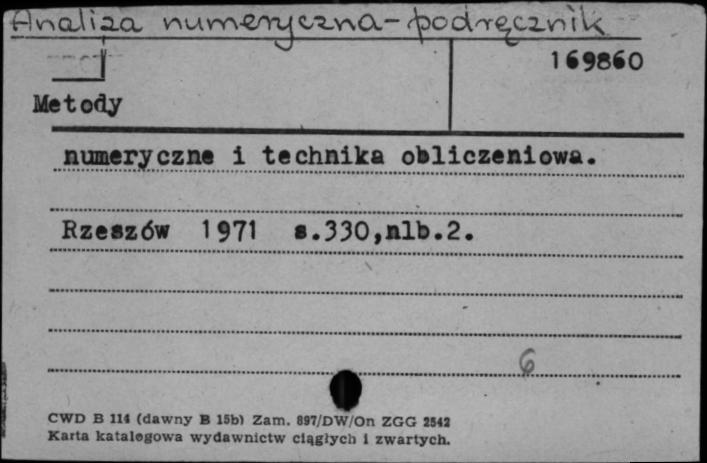 Analiza numeryczna-podręcznik
169860
Metody
numeryczne i technika obliczeniowa.
Rzeszów 1971 s.330,nlb.2.
6
CWD B 114 (dawny B 15b) Zam. 897/DW/On ZGG 2542
Karta katalogowa wydawnictw ciągłych i zwartych.